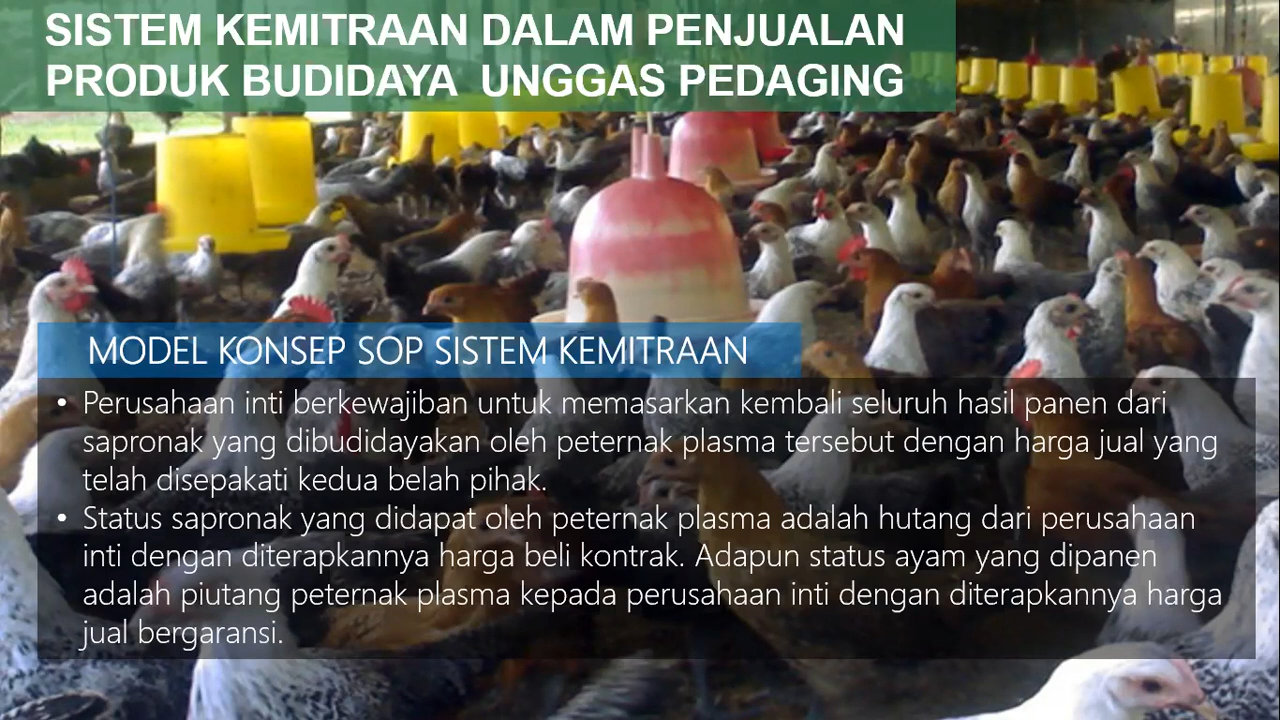 SISTEM KEMITRAAN DALAM PENJUALAN
PRODUK BUDIDAYA UNGGAS PEDAGING
MODEL KONSEP SOP SISTEM KEMITRAAN
• Perusahaan inti berkewajiban untuk memasarkan kembali seluruh hasil panen dari
sapronak yang dibudidayakan oleh peternak plasma tersebut dengan harga jual yang
telah disepakati kedua belah pihak.
• Status sapronak yang didapat oleh peternak plasma adalah hutang dari perusahaan
inti dengan diterapkannya harga beli kontrak. Adapun status ayam yang dipanen
adalah piutang peternak plasma kepada perusahaan inti dengan diterapkannya harga
jual bergaransi.